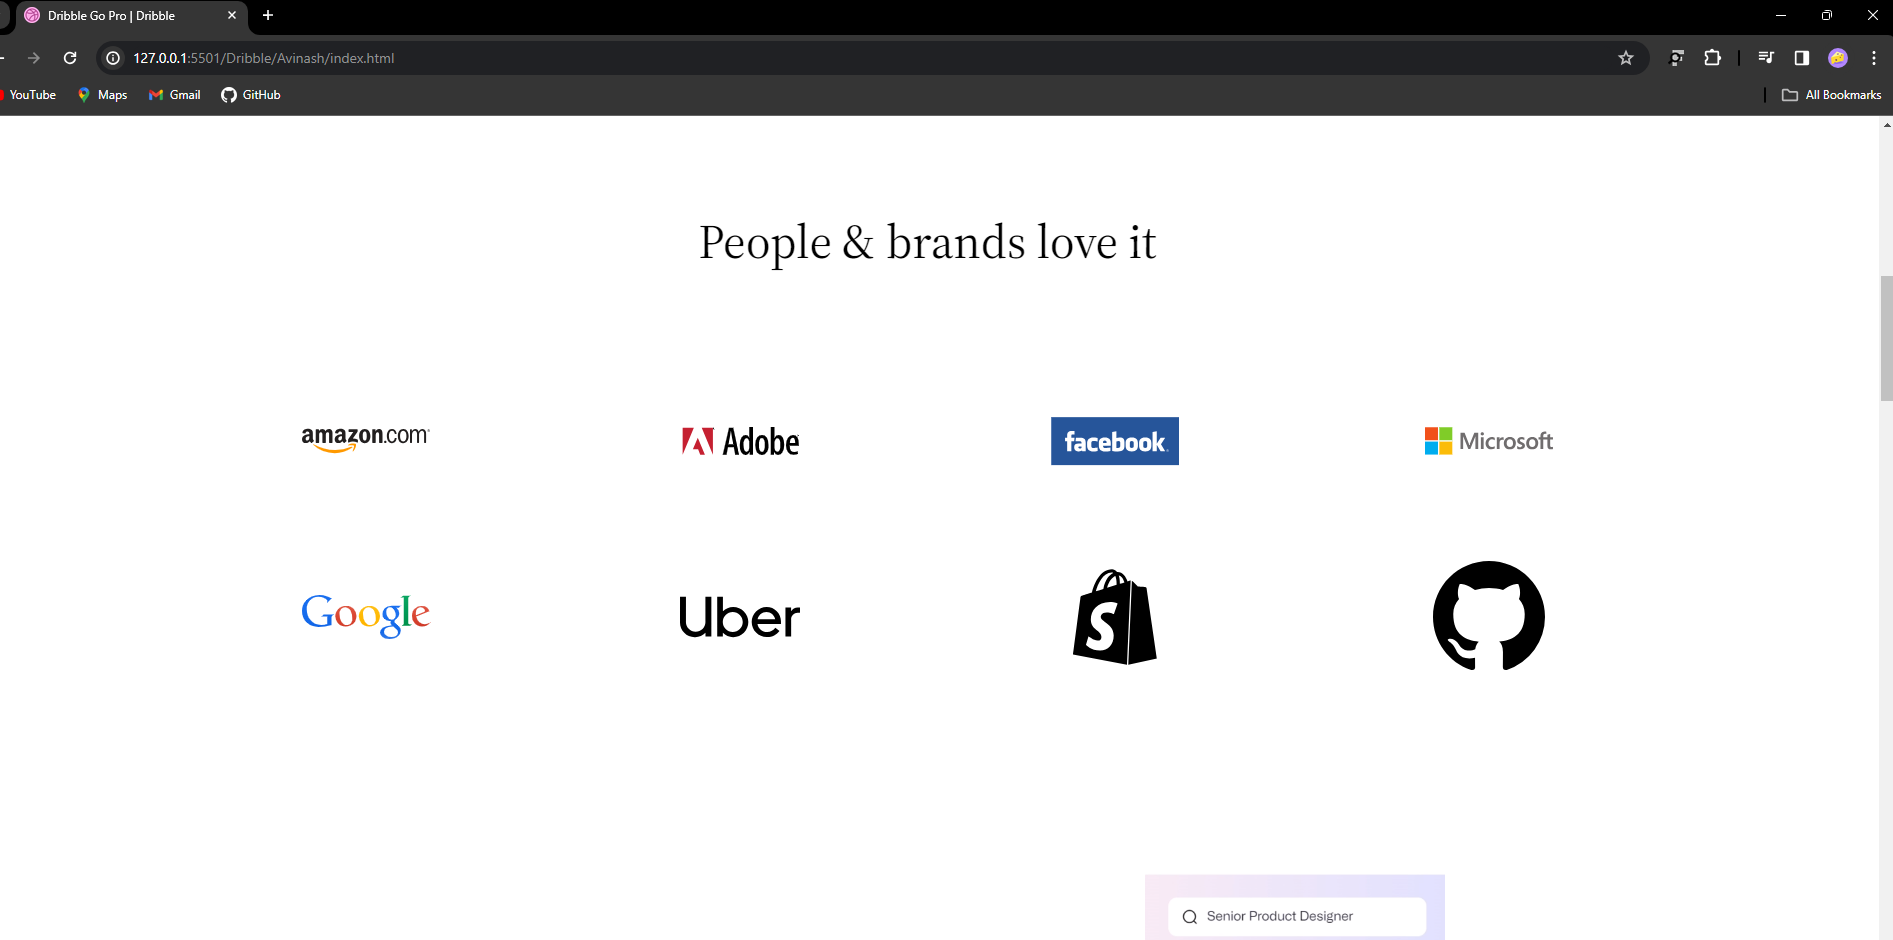 Dribble Go Pro | Dribble
127.0.0.1:5501/Dribble/Avinash/index.html
YouTube Maps Gmail GitHub All Bookmarks
People & brands love it
amazon.com Adobe facebook Microsoft
Google Uber S
Senior Product Designer